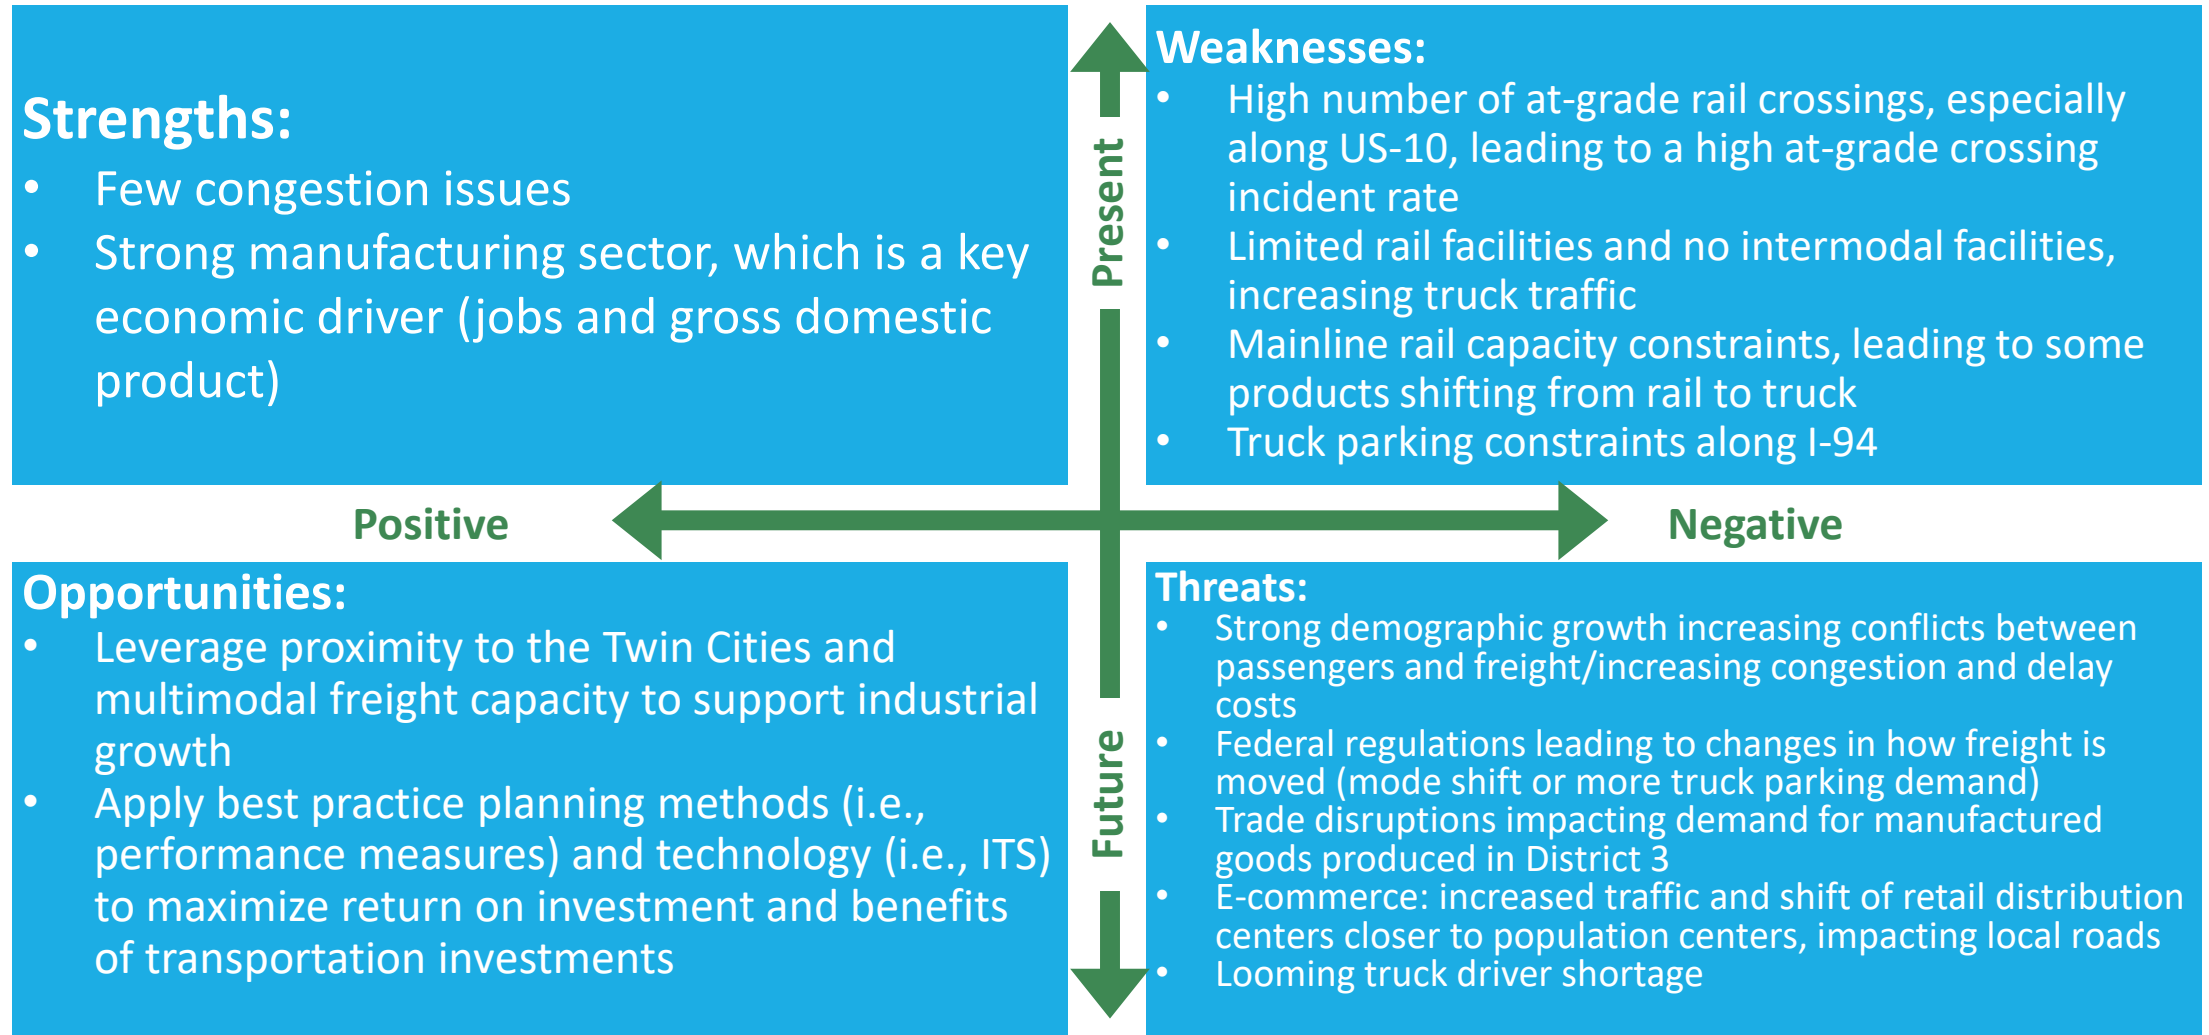 Strengths:
• Few congestion issues
• Strong manufacturing sector, which is a key
economic driver (jobs and gross domestic
product)
Present
Weaknesses:
• High number of at-grade rail crossings, especially
along US-10, leading to a high at-grade crossing
incident rate
• Limited rail facilities and no intermodal facilities,
increasing truck traffic
• Mainline rail capacity constraints, leading to some
products shifting from rail to truck
• Truck parking constraints along I-94
Positive
Negative
Opportunities:
• Leverage proximity to the Twin Cities and
multimodal freight capacity to support industrial
growth
• Apply best practice planning methods (i.e.,
performance measures) and technology (i.e., ITS)
to maximize return on investment and benefits
of transportation investments
Future
Threats:
• Strong demographic growth increasing conflicts between
passengers and freight/increasing congestion and delay
costs
• Federal regulations leading to changes in how freight is
moved (mode shift or more truck parking demand)
• Trade disruptions impacting demand for manufactured
goods produced in District 3
• E-commerce: increased traffic and shift of retail distribution
centers closer to population centers, impacting local roads
• Looming truck driver shortage